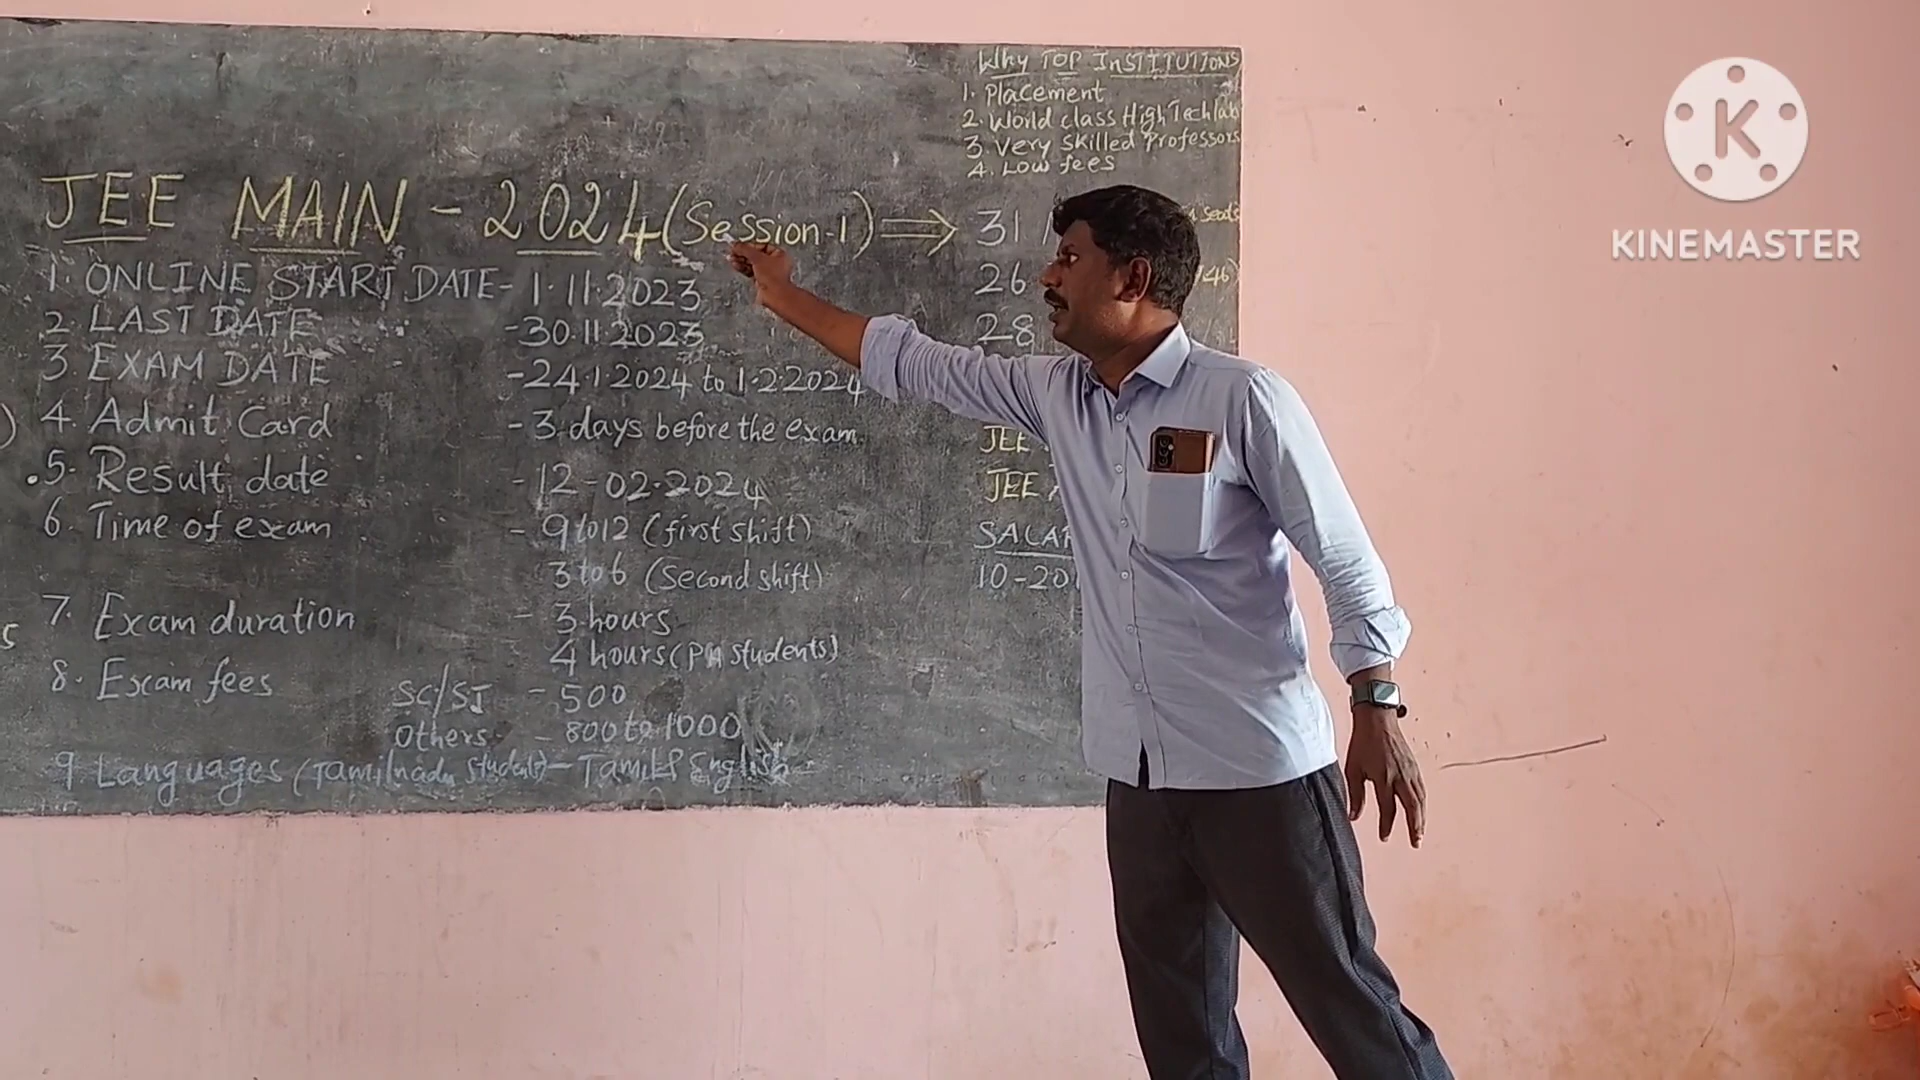 Why TOP INSTITUTIONS
1. Placement
2. World class High Tech lab
3. Very Skilled Professors
4. Low fees
JEE MAIN - 2024 (Session-1) ⇒
1. ONLINE START DATE - 1.11.2023
2. LAST DATE - 30.11.2023
3. EXAM DATE - 24.1.2024 to 1.2.2024
4. Admit Card - 3 days before the exam
5. Result date - 12-02.2024
6. Time of exam - 9 to 12 (first shift)
3 to 6 (Second shift)
7. Exam duration - 3 hours
4 hours (PH students)
8. Exam fees SC/ST - 500
Others - 800 to 1000
9. Languages (Tamilnadu students) - Tamil & English
31
26
28
JEE
JEE
10-20
KINEMASTER